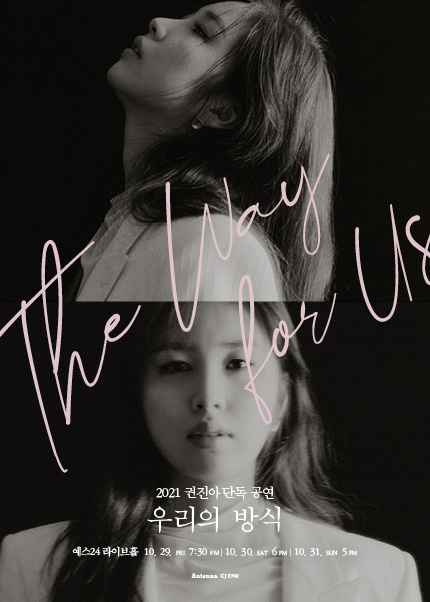 The Way
for Us
2021 권진아 단독 공연
우리의 방식
예스24 라이브홀 10. 29. FRI 7:30 PM | 10. 30. SAT 6 PM | 10. 31. SUN 5 PM
Antenna CJ ENM